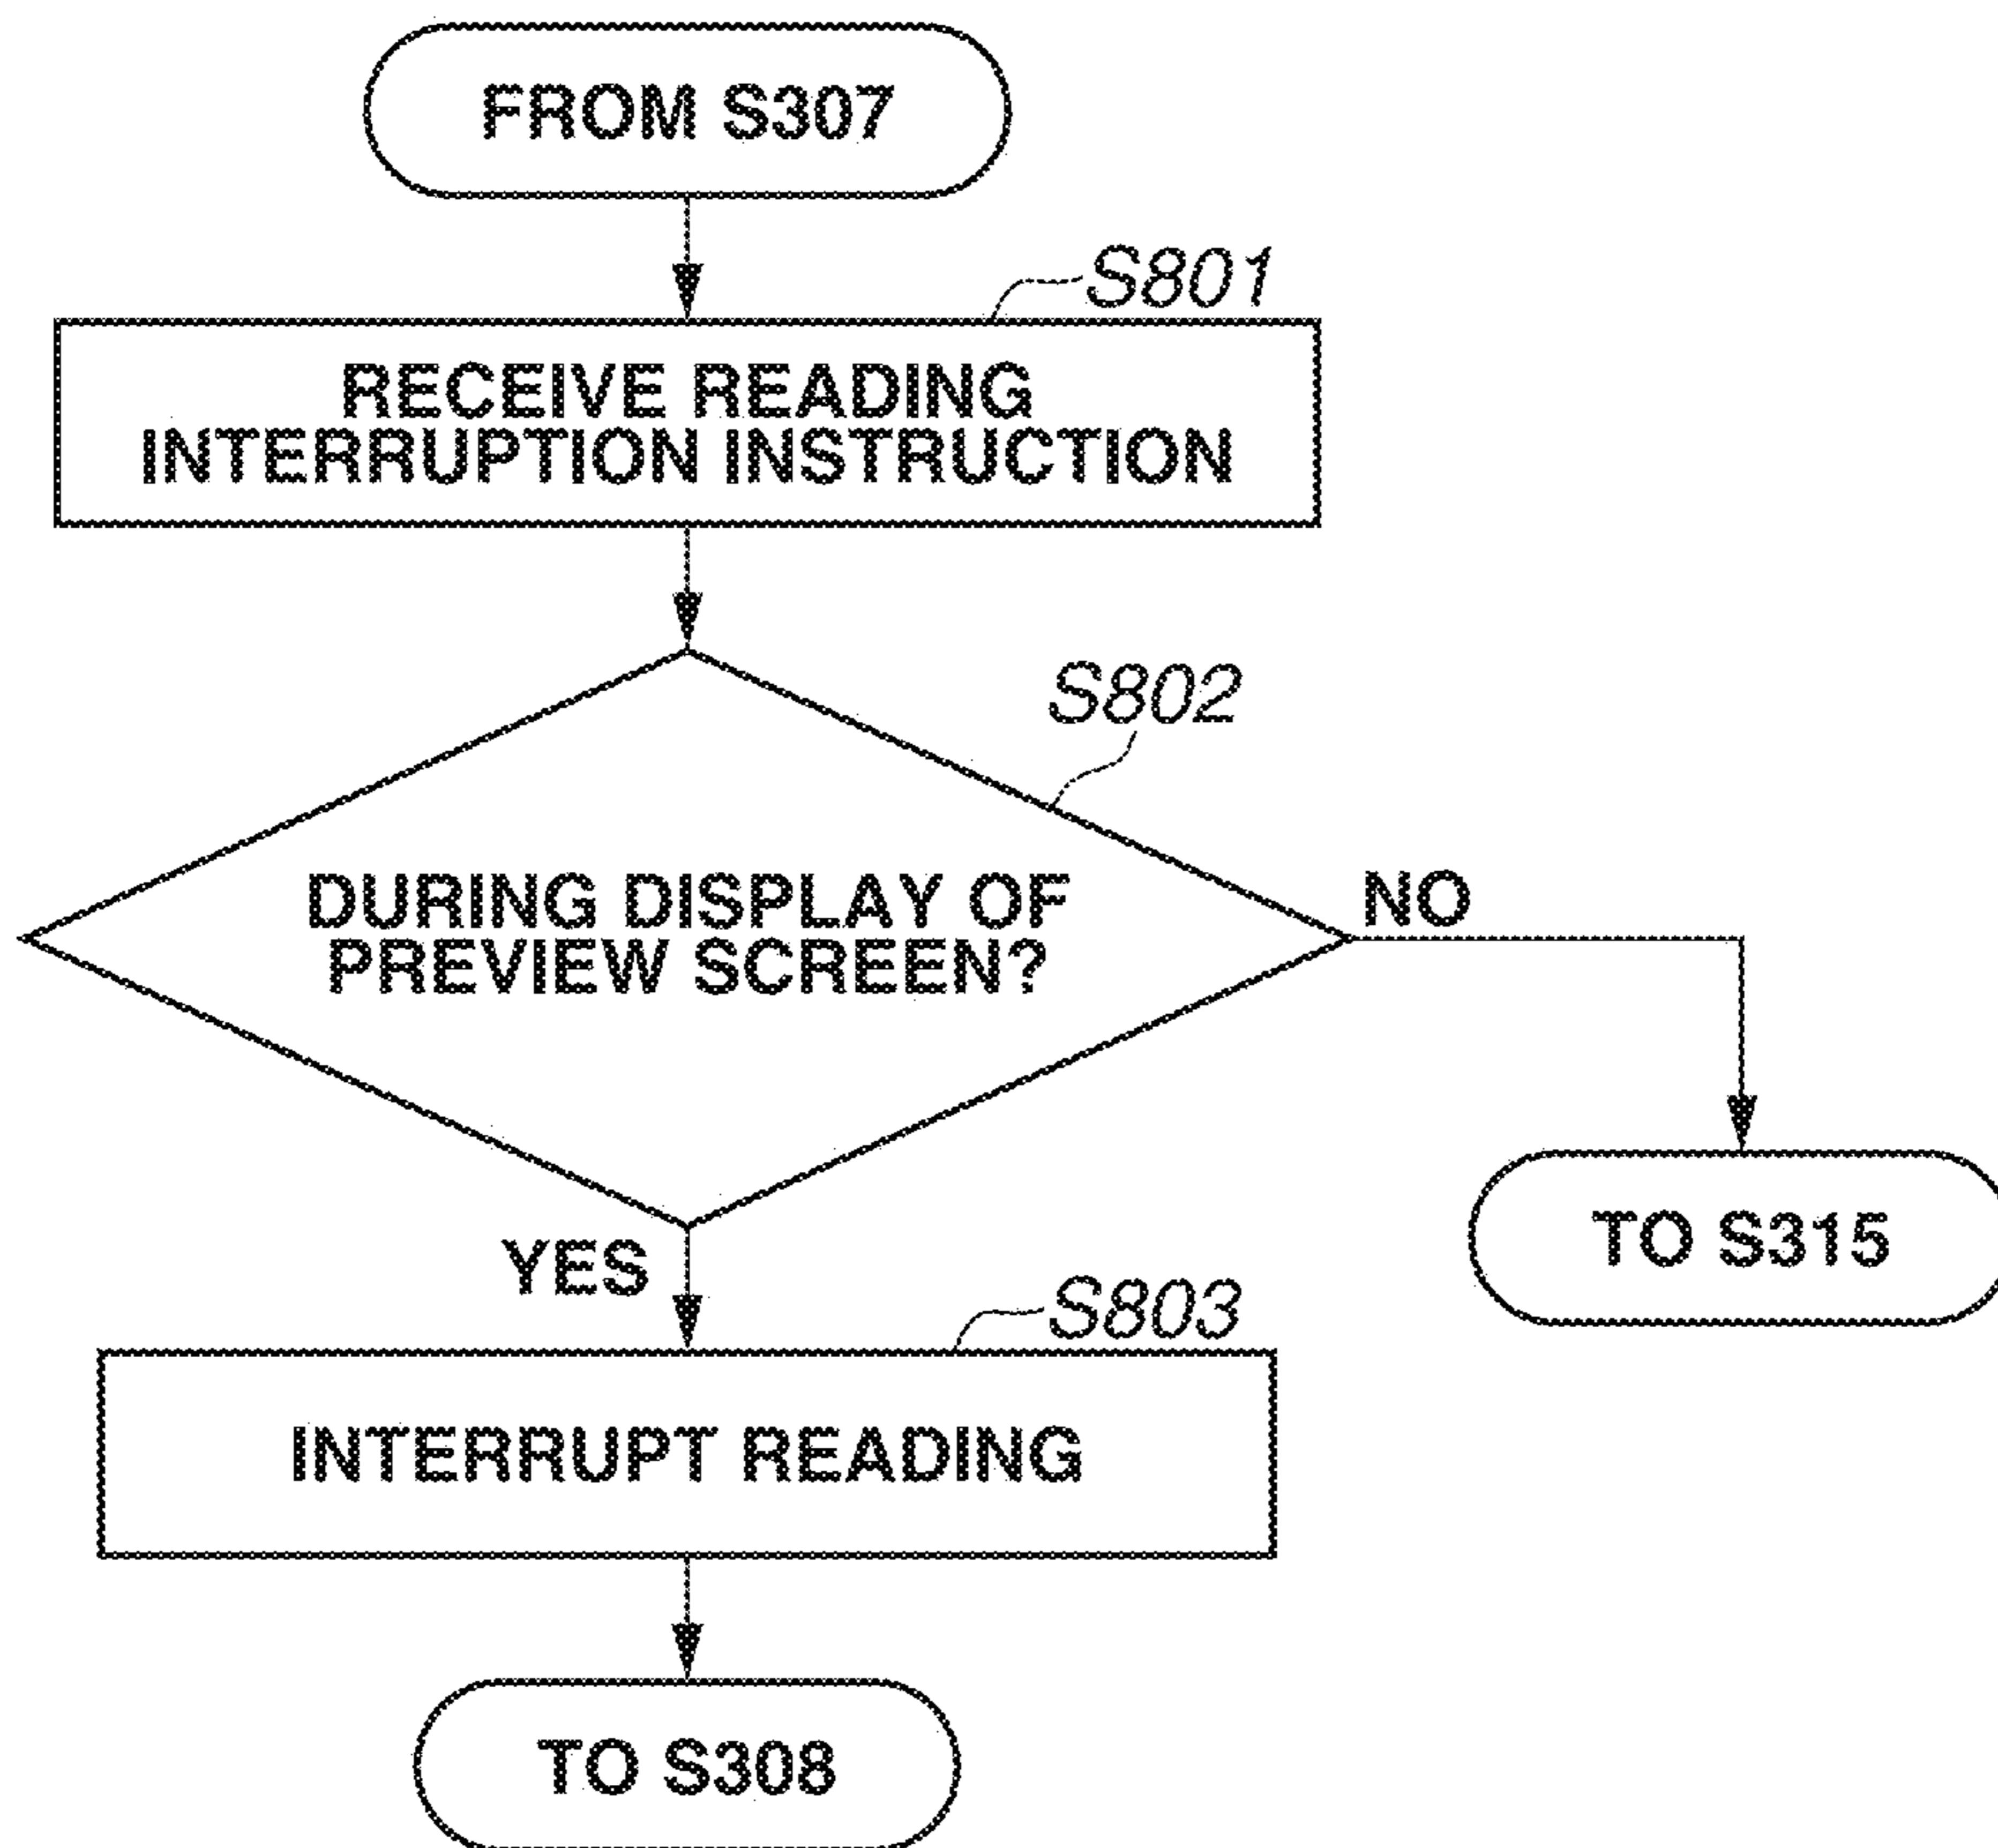 FROM S307
S801
RECEIVE READING
INTERRUPTION INSTRUCTION
S802
DURING DISPLAY OF
PREVIEW SCREEN?
NO
TO S315
YES
S803
INTERRUPT READING
TO S308